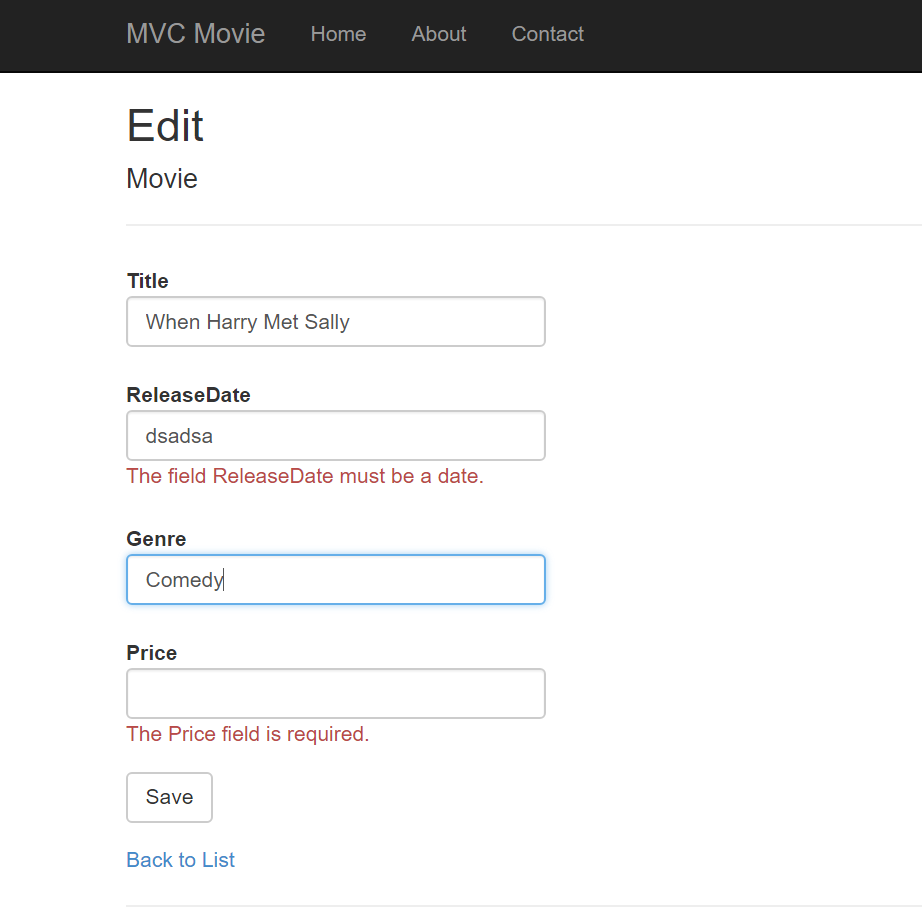 MVC Movie Home About Contact
Edit
Movie
Title
When Harry Met Sally
ReleaseDate
dsadsa
The field ReleaseDate must be a date.
Genre
Comedy
Price
The Price field is required.
Save
Back to List